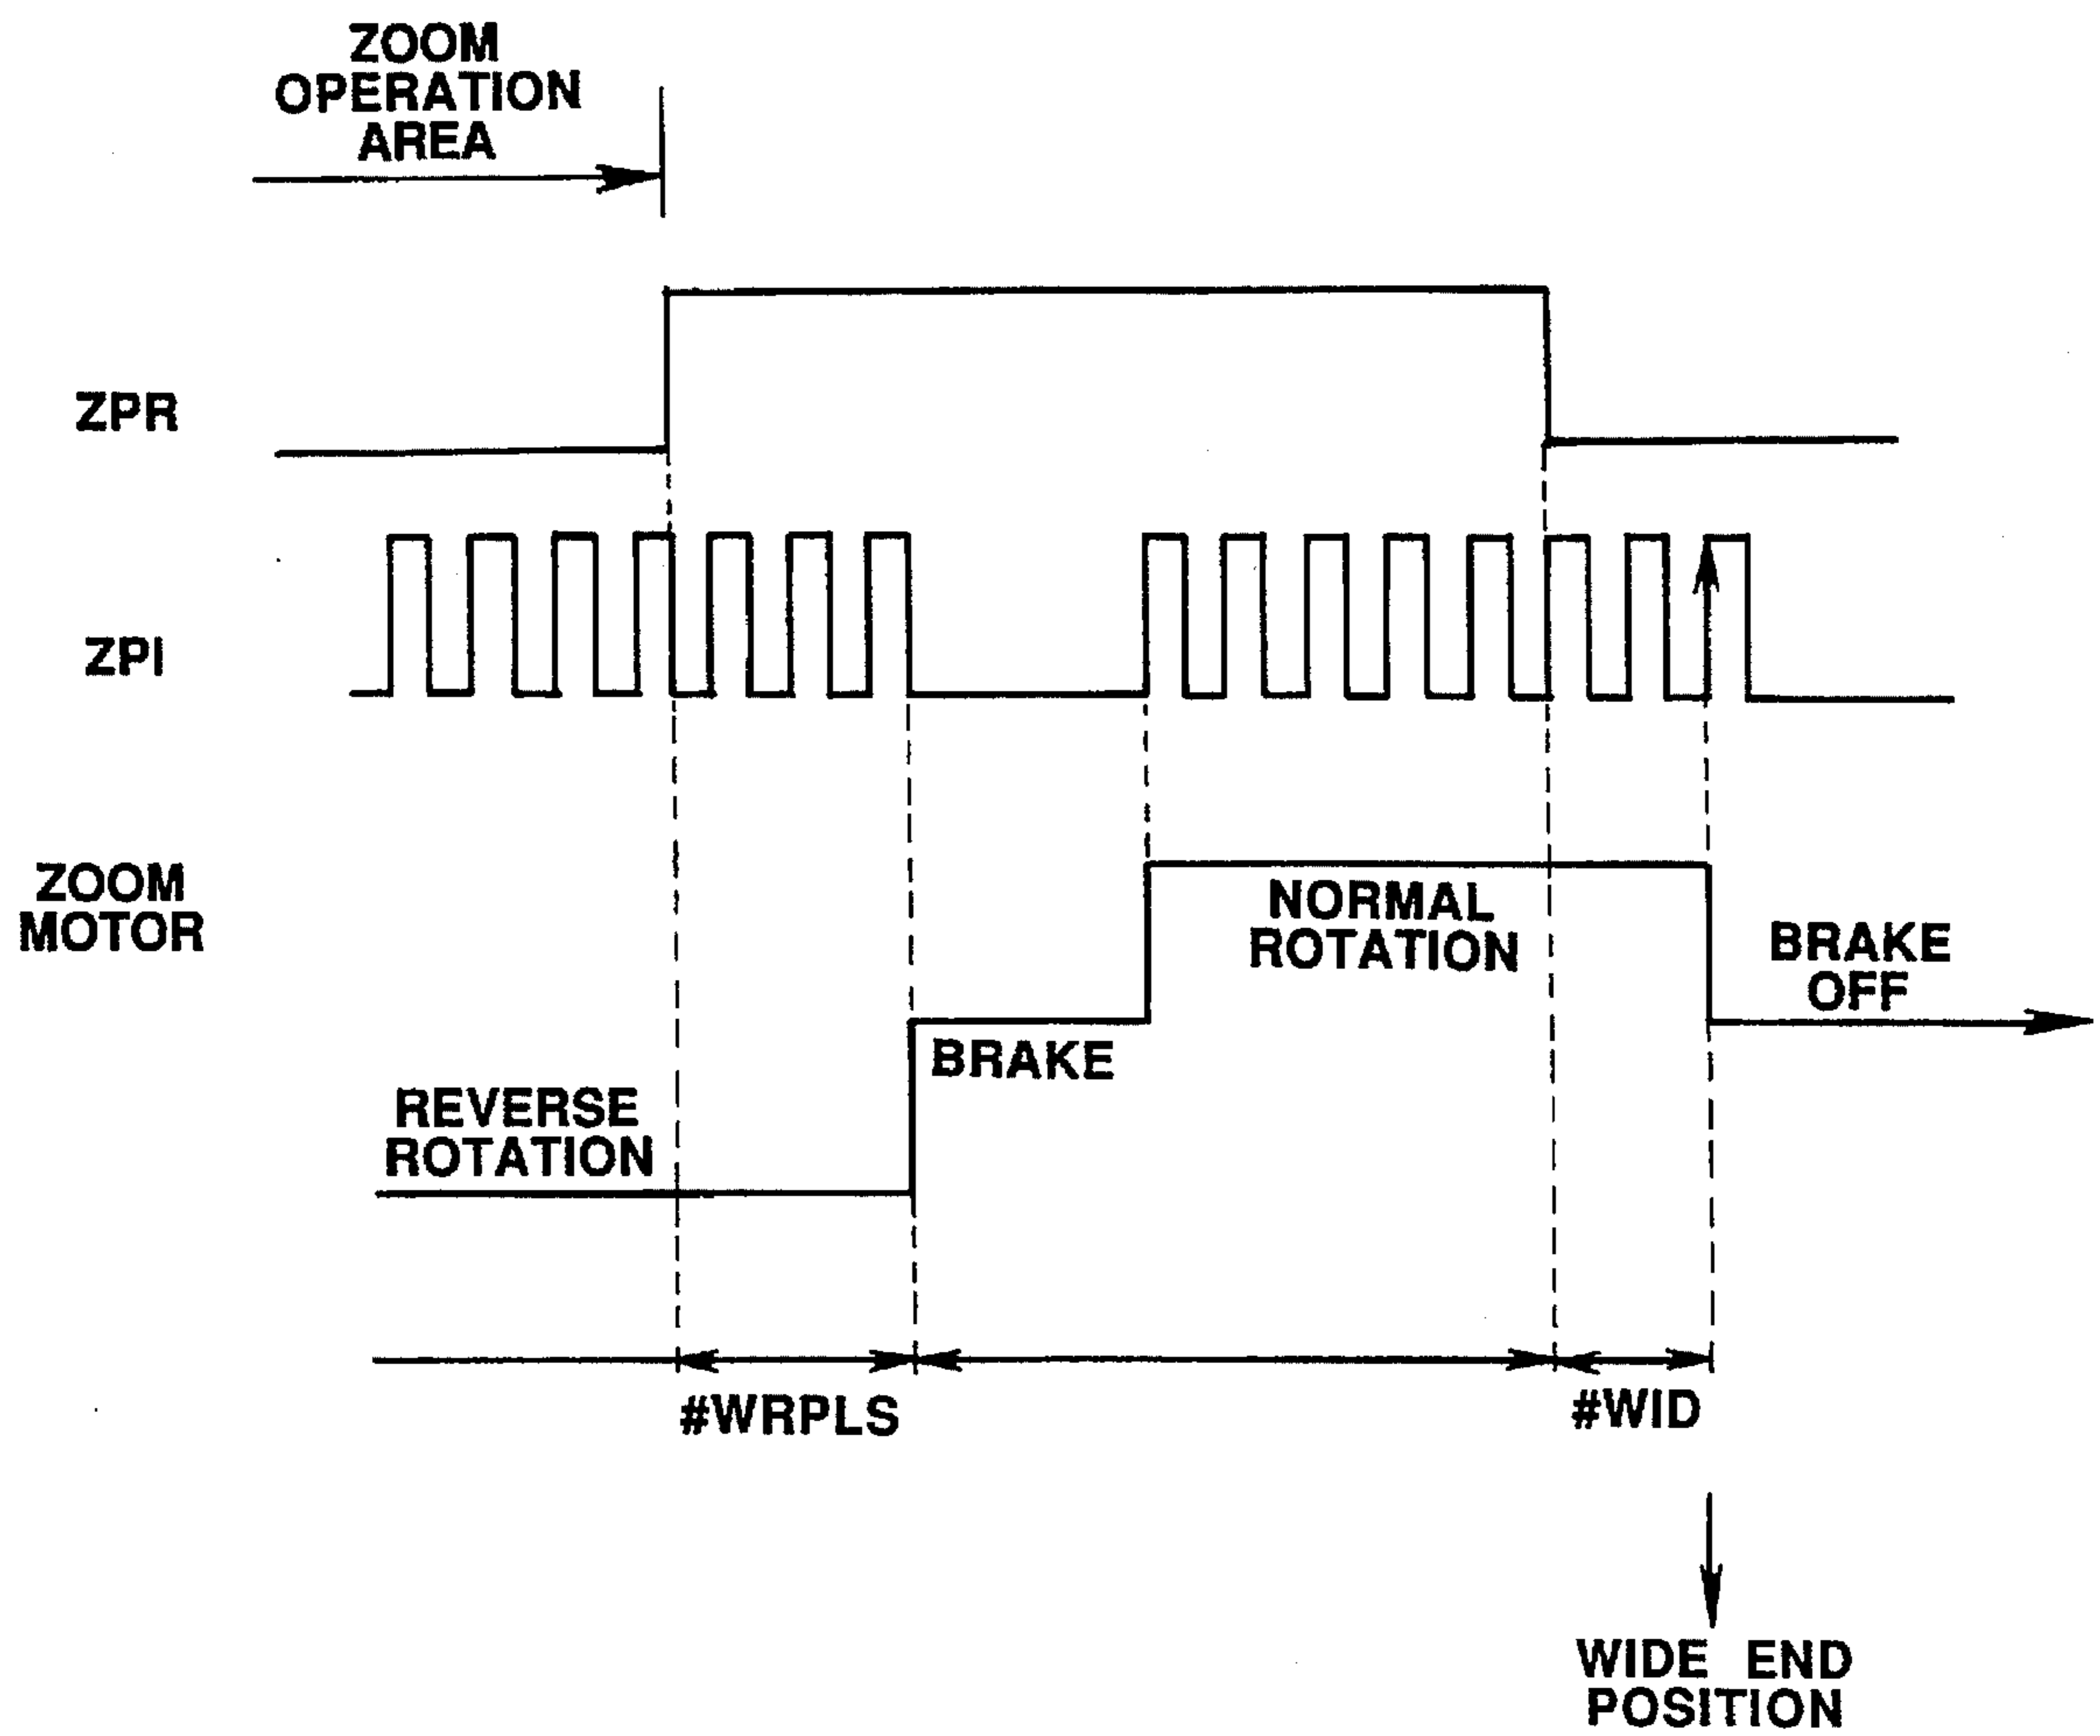 ZOOM
OPERATION
AREA
ZPR
ZPI
ZOOM
MOTOR
NORMAL
ROTATION
BRAKE
OFF
BRAKE
REVERSE
ROTATION
#WRPLS
#WID
WIDE END
POSITION